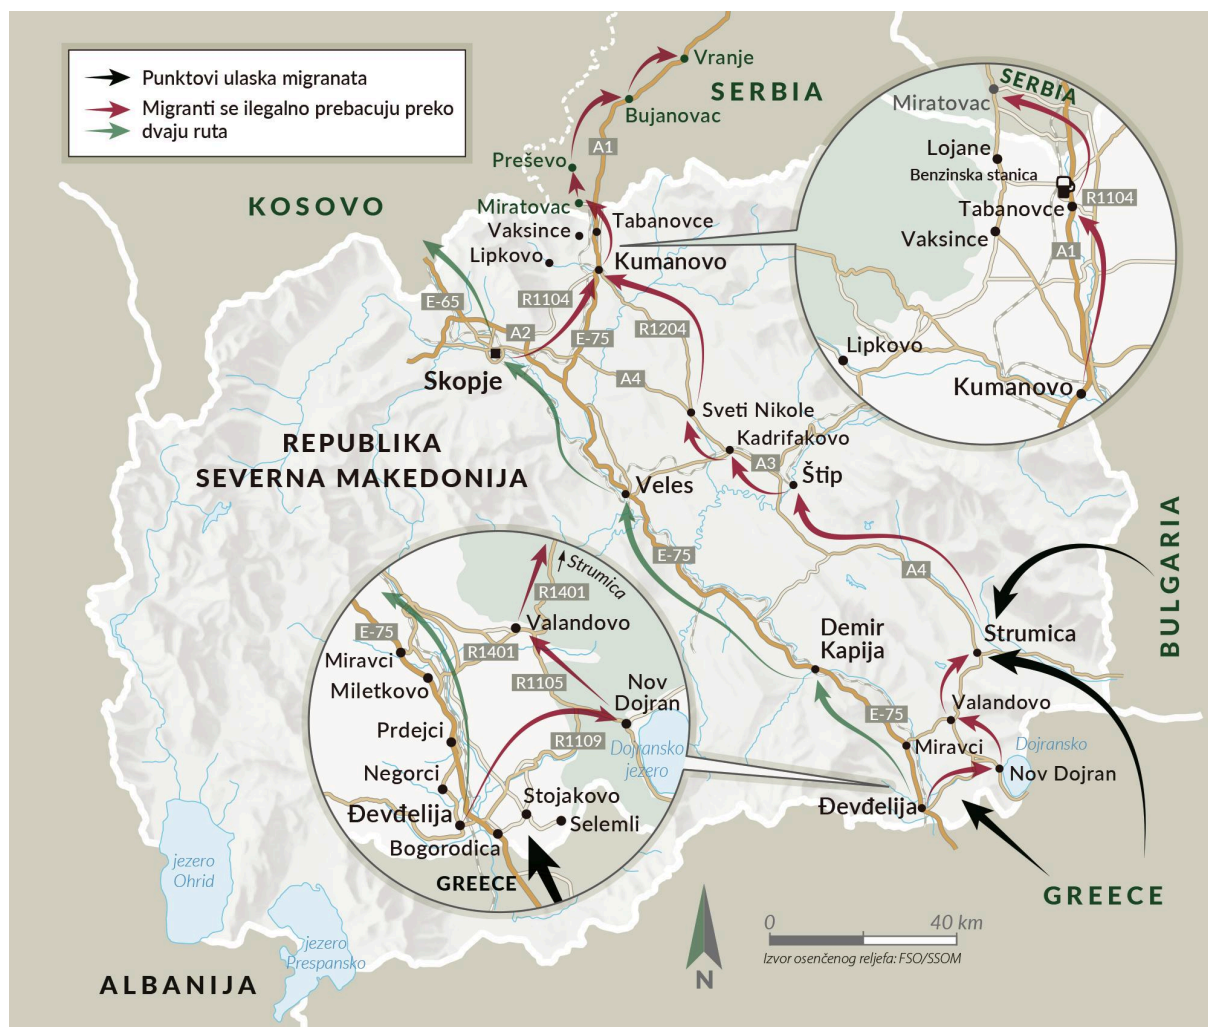 Punktovi ulaska migranata
Migranti se ilegalno prebacuju preko
dvaju ruta
Vranje
SERBIA
Bujanovac
A1
Preševo
KOSOVO
Miratovac
Tabanovce
Vaksince
Lipkovo
Kumanovo
E-65
R1104
A2
E-75
R1204
Skopje
A4
Sveti Nikole
Kadrifakovo
REPUBLIKA
SEVERNA MAKEDONIJA
A3
Štip
Veles
E-75
A4
BULGARIA
Strumica
Demir
Kapija
Valandovo
E-75
Miravci
Dojransko
Nov Dojran
Đevđelija
GREECE
SERBIA
Miratovac
Lojane
Benzinska stanica
R1104
Tabanovce
Vaksince
A1
Lipkovo
Kumanovo
Strumica
R1401
Valandovo
E-75
R1401
Miravci
Miletkovo
R1105
Nov
Dojran
Prdejci
R1109
Dojransko
jezero
Negorci
Stojakovo
Đevđelija
Selemli
Bogorodica
GREECE
jezero
Ohrid
jezero
Prespansko
ALBANIJA
N
0 40 km
Izvor osenčenog reljefa: FSO/SSOM